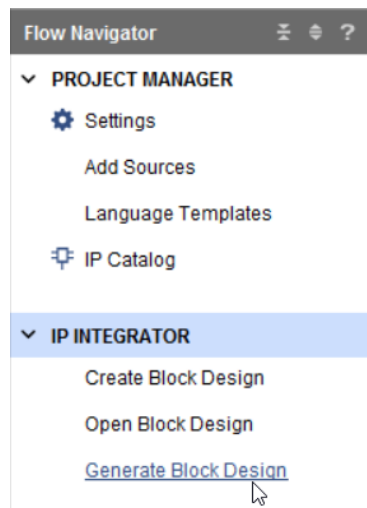 Flow Navigator ?
PROJECT MANAGER
Settings
Add Sources
Language Templates
IP Catalog
IP INTEGRATOR
Create Block Design
Open Block Design
Generate Block Design